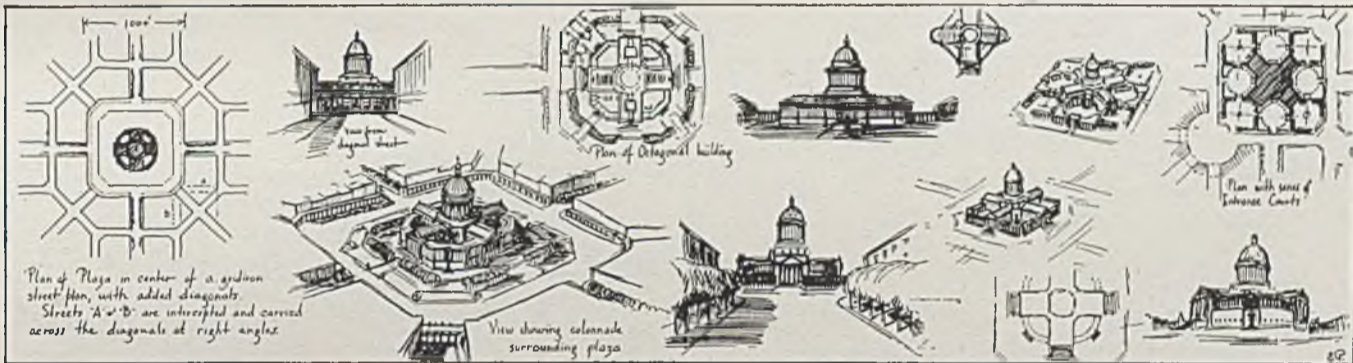 1000'
Plan of Plaza in center of a gridiron
street plan, with added diagonals.
Streets "A" & "B" are intercepted and carried
across the diagonals at right angles.
A
B
View from
diagonal street
Plan of Octagonal building
View showing colonnade
surrounding plaza
Plan with series of
Entrance Courts